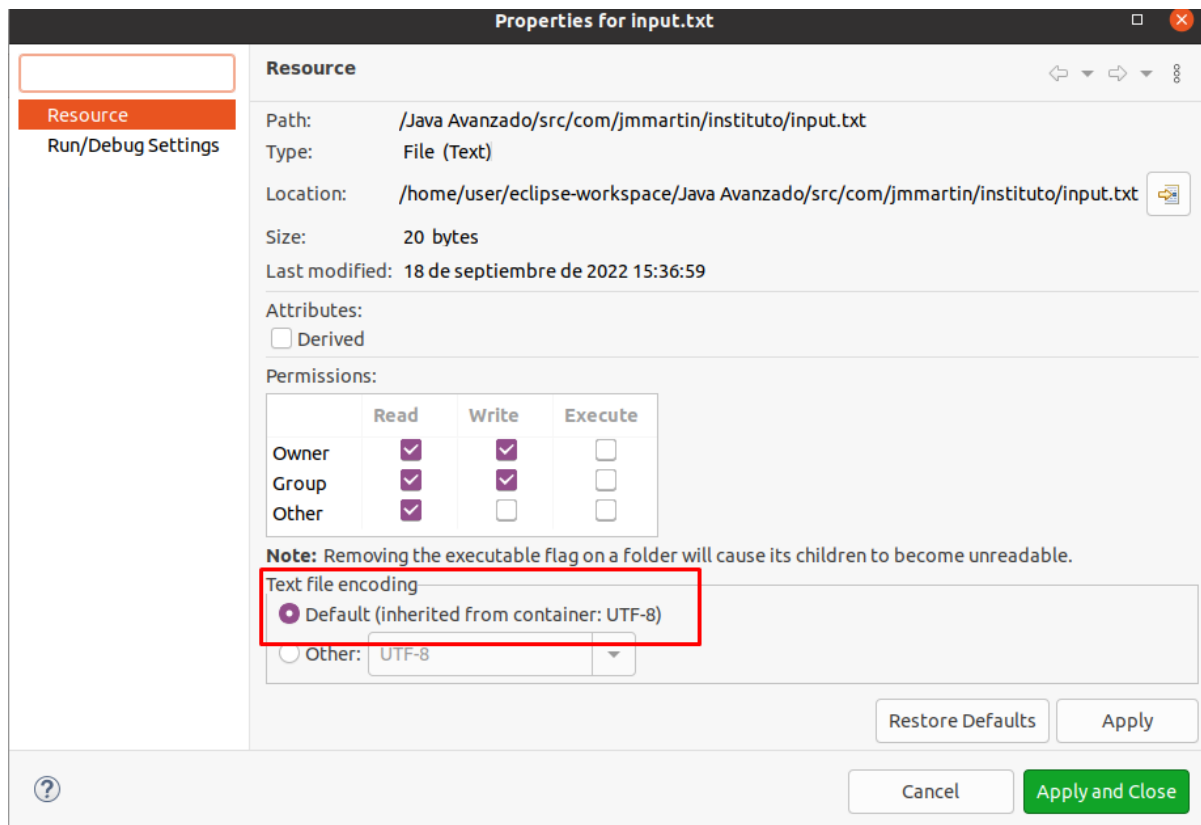 Properties for input.txt
Resource
Run/Debug Settings
Resource
Path: /Java Avanzado/src/com/jmmartin/instituto/input.txt
Type: File (Text)
Location: /home/user/eclipse-workspace/Java Avanzado/src/com/jmmartin/instituto/input.txt
Size: 20 bytes
Last modified: 18 de septiembre de 2022 15:36:59
Attributes:
Derived
Permissions:
Read Write Execute
Owner
Group
Other
Note: Removing the executable flag on a folder will cause its children to become unreadable.
Text file encoding
Default (inherited from container: UTF-8)
Other: UTF-8
Restore Defaults Apply
? Cancel Apply and Close